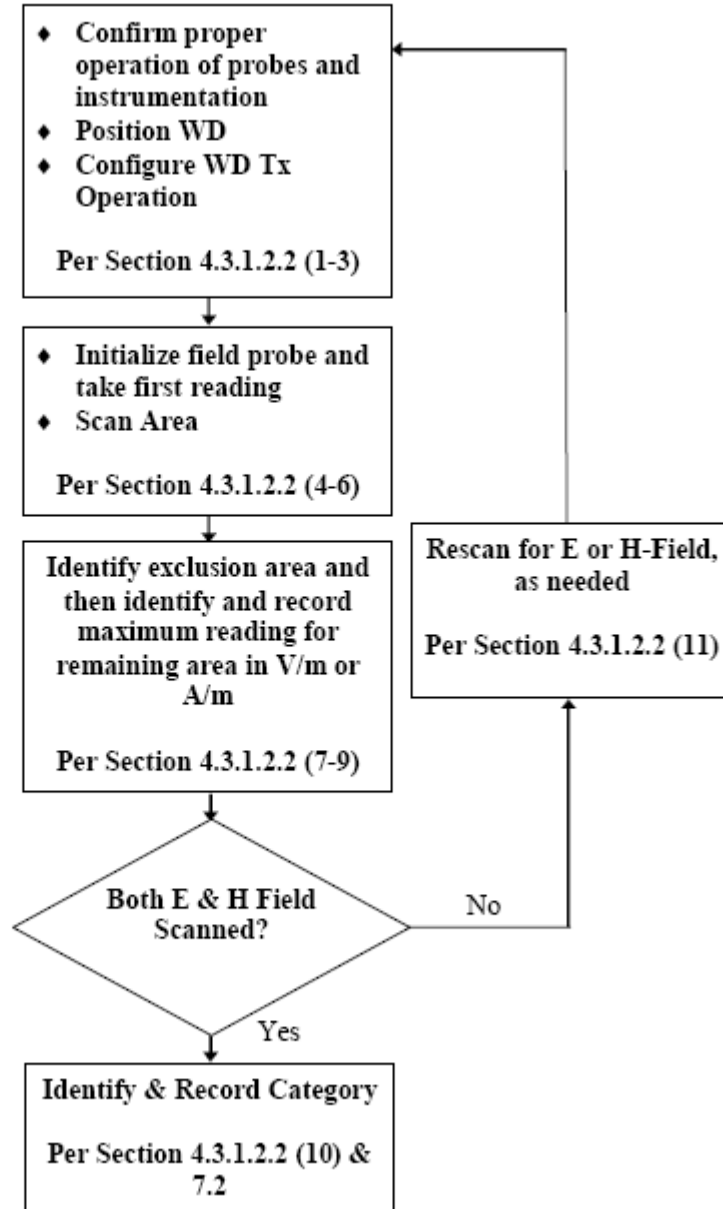 ♦ Confirm proper
operation of probes and
instrumentation
♦ Position WD
♦ Configure WD Tx
Operation
Per Section 4.3.1.2.2 (1-3)
♦ Initialize field probe and
take first reading
♦ Scan Area
Per Section 4.3.1.2.2 (4-6)
Identify exclusion area and
then identify and record
maximum reading for
remaining area in V/m or
A/m
Per Section 4.3.1.2.2 (7-9)
Rescan for E or H-Field,
as needed
Per Section 4.3.1.2.2 (11)
Both E & H Field
Scanned?
No
Yes
Identify & Record Category
Per Section 4.3.1.2.2 (10) &
7.2